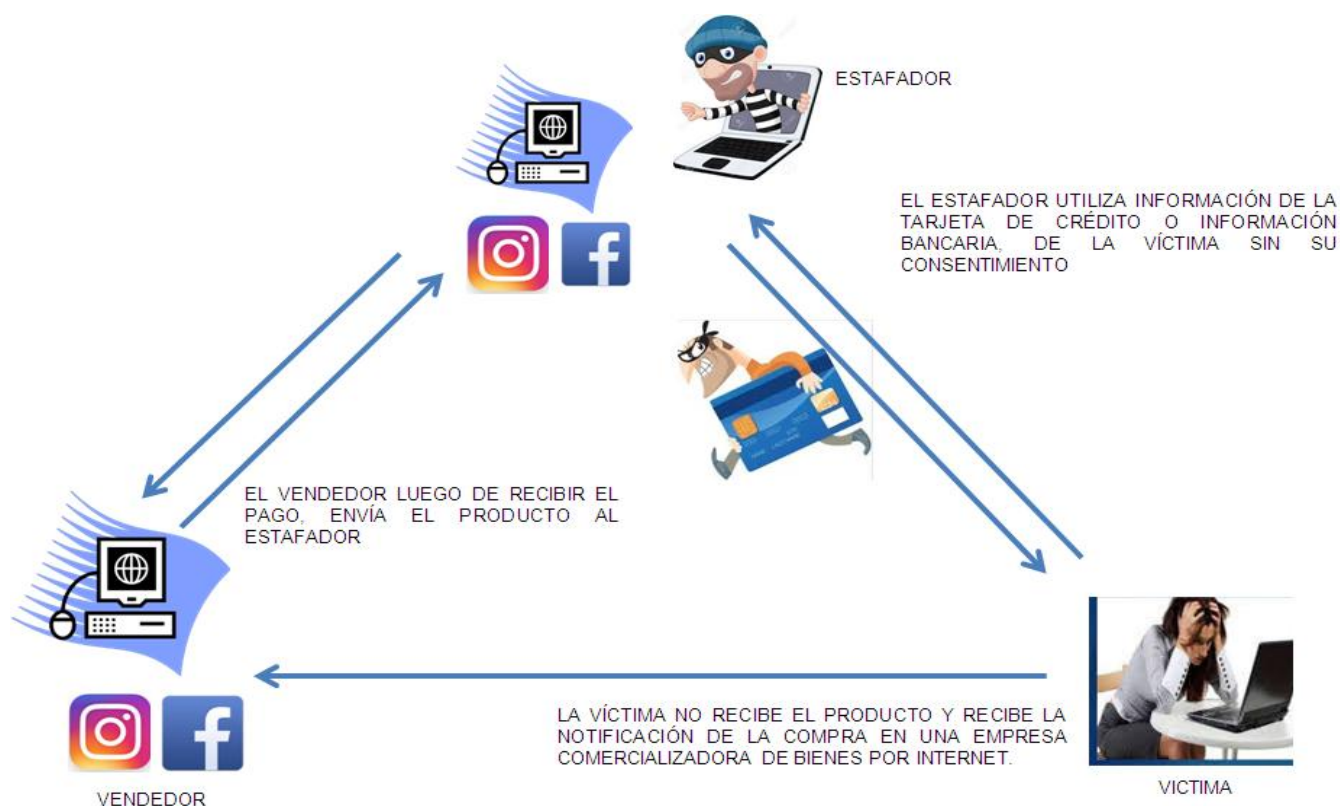 ESTAFADOR
EL ESTAFADOR UTILIZA INFORMACIÓN DE LA
TARJETA DE CRÉDITO O INFORMACIÓN
BANCARIA, DE LA VÍCTIMA SIN SU
CONSENTIMIENTO
EL VENDEDOR LUEGO DE RECIBIR EL
PAGO, ENVÍA EL PRODUCTO AL
ESTAFADOR
LA VÍCTIMA NO RECIBE EL PRODUCTO Y RECIBE LA
NOTIFICACIÓN DE LA COMPRA EN UNA EMPRESA
COMERCIALIZADORA DE BIENES POR INTERNET.
VENDEDOR
VICTIMA